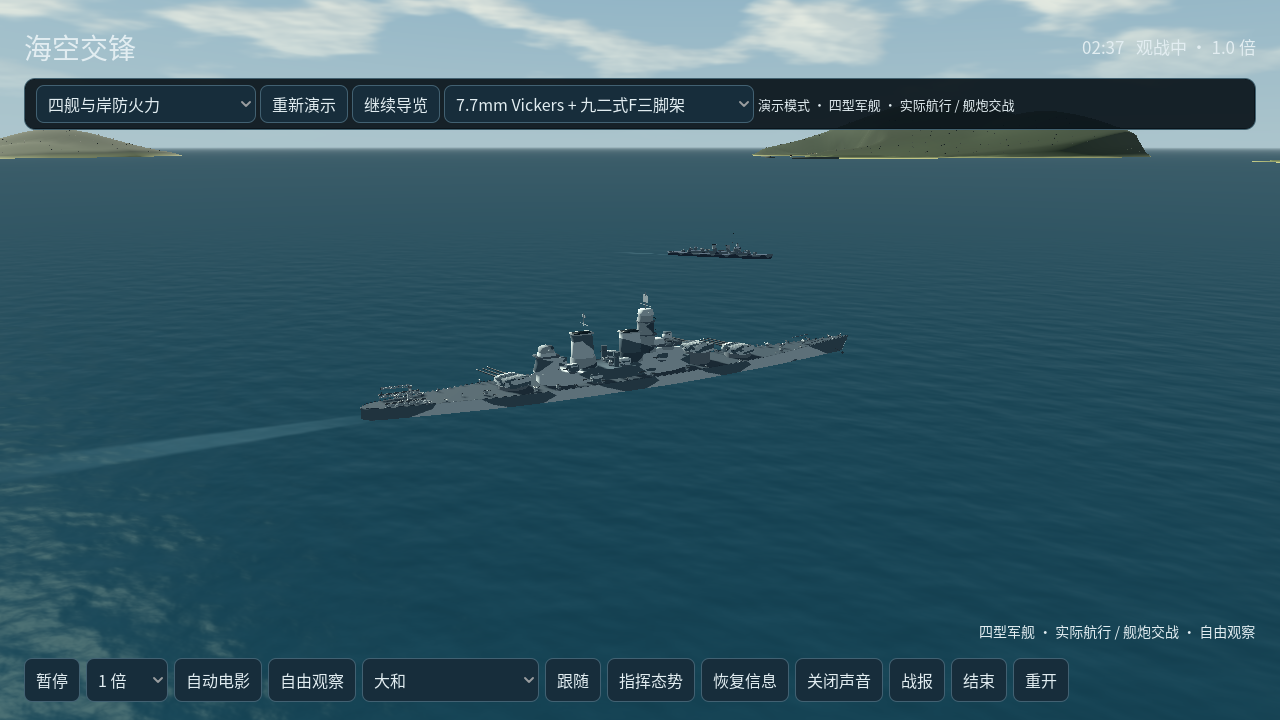 海空交锋
02:37 观战中 · 1.0 倍
四舰与岸防火力 重新演示 继续导览 7.7mm Vickers + 九二式F三脚架 演示模式 · 四型军舰 · 实际航行 / 舰炮交战
四型军舰 · 实际航行 / 舰炮交战 · 自由观察
暂停 1 倍 自动电影 自由观察 大和 跟随 指挥态势 恢复信息 关闭声音 战报 结束 重开